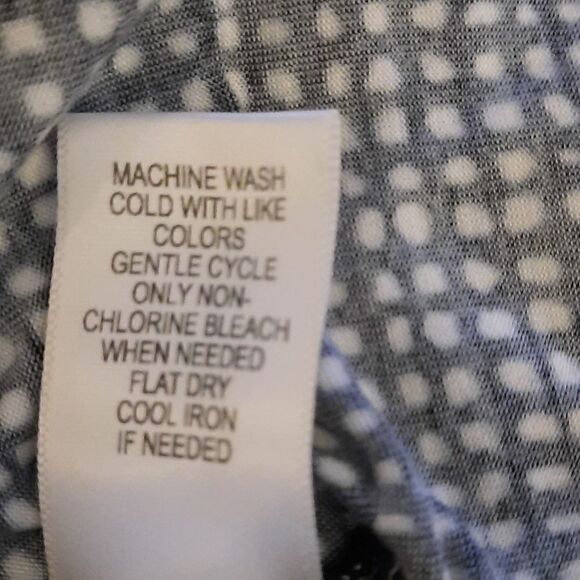 MACHINE WASH
COLD WITH LIKE
COLORS
GENTLE CYCLE
ONLY NON-
CHLORINE BLEACH
WHEN NEEDED
FLAT DRY
COOL IRON
IF NEEDED